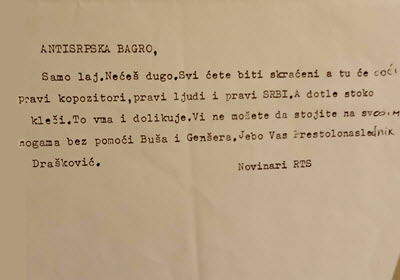 ANTISRPSKA BAGRO,
Samo laj.Nećeš dugo.Svi ćete biti skraćeni a tu će doći
pravi kopozitori,pravi ljudi i pravi SRBI.A dotle stoko
kleši.To vma i dolikuje.Vi ne možete da stojite na svojim
nogama bez pomoći Buša i Genšera.Jebo Vas Prestolonaslednik
Drašković.
Novinari RTS